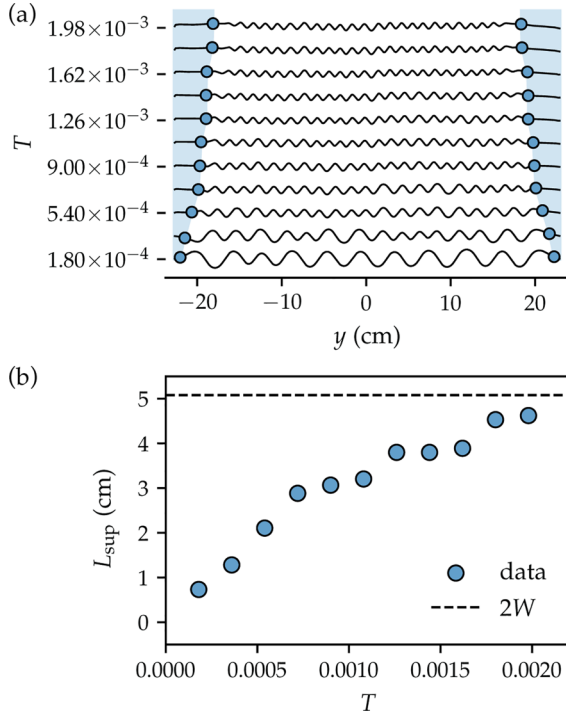 (a)
1.98×10⁻³
1.62×10⁻³
1.26×10⁻³
9.00×10⁻⁴
5.40×10⁻⁴
1.80×10⁻⁴
T
−20 −10 0 10 20
y (cm)
(b)
5
4
3
2
1
0
L_sup (cm)
data
2W
0.0000 0.0005 0.0010 0.0015 0.0020
T